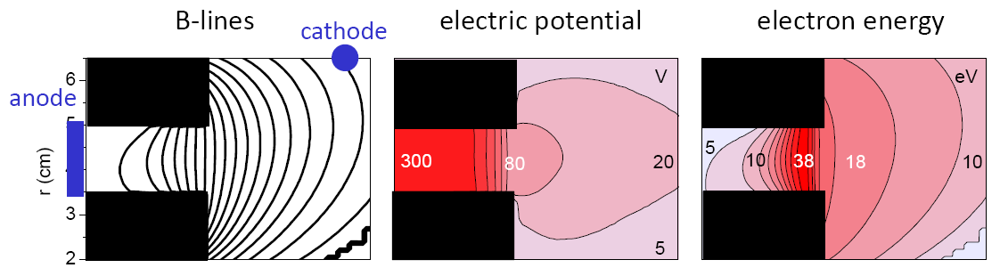 B-lines
electric potential
electron energy
cathode
anode
r (cm)
6
5
3
2
V
300
80
20
5
eV
5
10
38
18
10